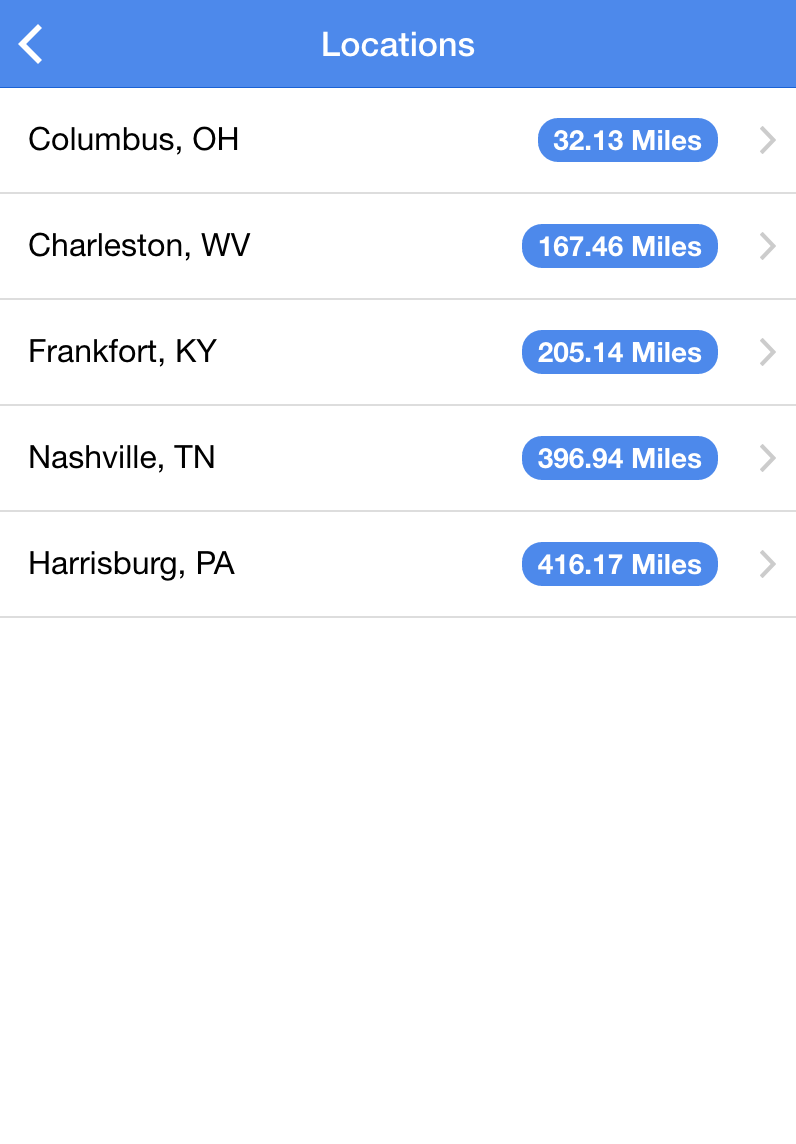 Locations
Columbus, OH 32.13 Miles
Charleston, WV 167.46 Miles
Frankfort, KY 205.14 Miles
Nashville, TN 396.94 Miles
Harrisburg, PA 416.17 Miles